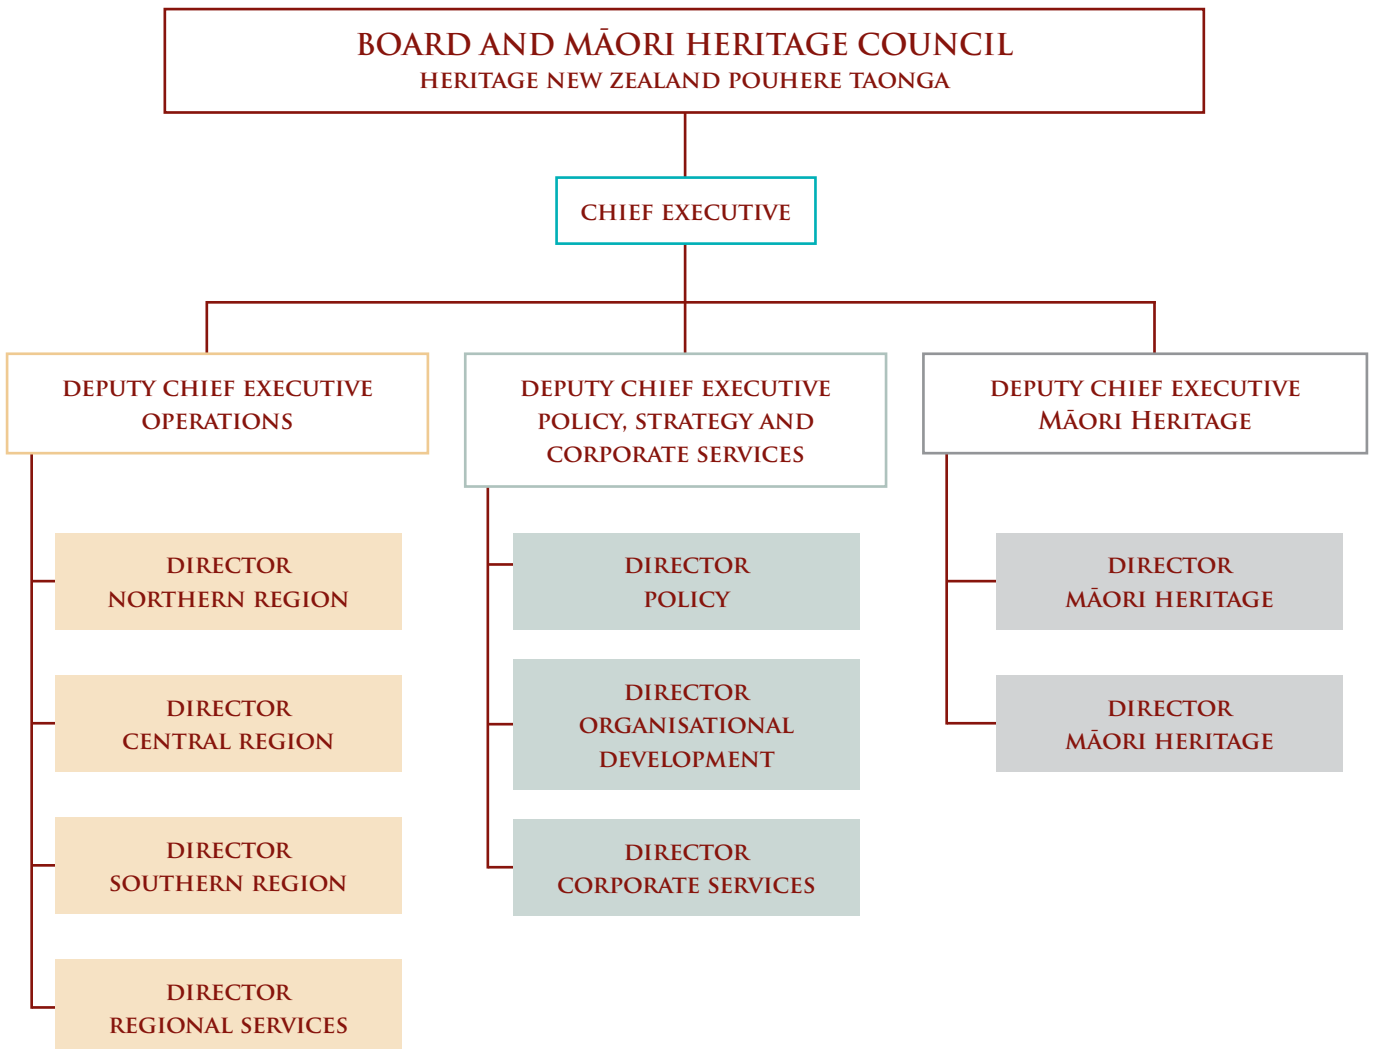 BOARD AND MĀORI HERITAGE COUNCIL
HERITAGE NEW ZEALAND POUHERE TAONGA
CHIEF EXECUTIVE
DEPUTY CHIEF EXECUTIVE
OPERATIONS
DEPUTY CHIEF EXECUTIVE
POLICY, STRATEGY AND
CORPORATE SERVICES
DEPUTY CHIEF EXECUTIVE
MĀORI HERITAGE
DIRECTOR
NORTHERN REGION
DIRECTOR
CENTRAL REGION
DIRECTOR
SOUTHERN REGION
DIRECTOR
REGIONAL SERVICES
DIRECTOR
POLICY
DIRECTOR
ORGANISATIONAL
DEVELOPMENT
DIRECTOR
CORPORATE SERVICES
DIRECTOR
MĀORI HERITAGE
DIRECTOR
MĀORI HERITAGE